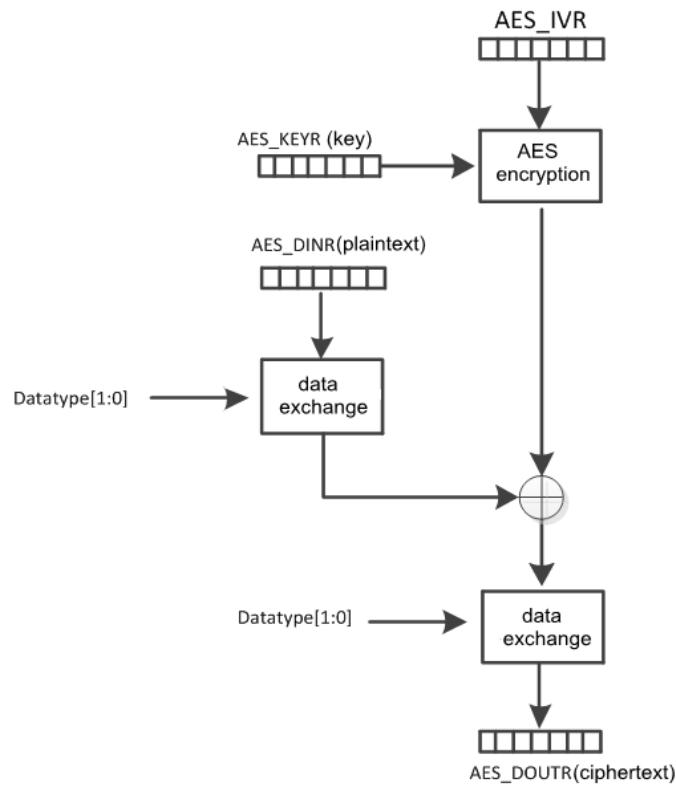 AES_IVR
AES_KEYR (key)
AES
encryption
AES_DINR(plaintext)
data
exchange
Datatype[1:0]
Datatype[1:0]
data
exchange
AES_DOUTR(ciphertext)